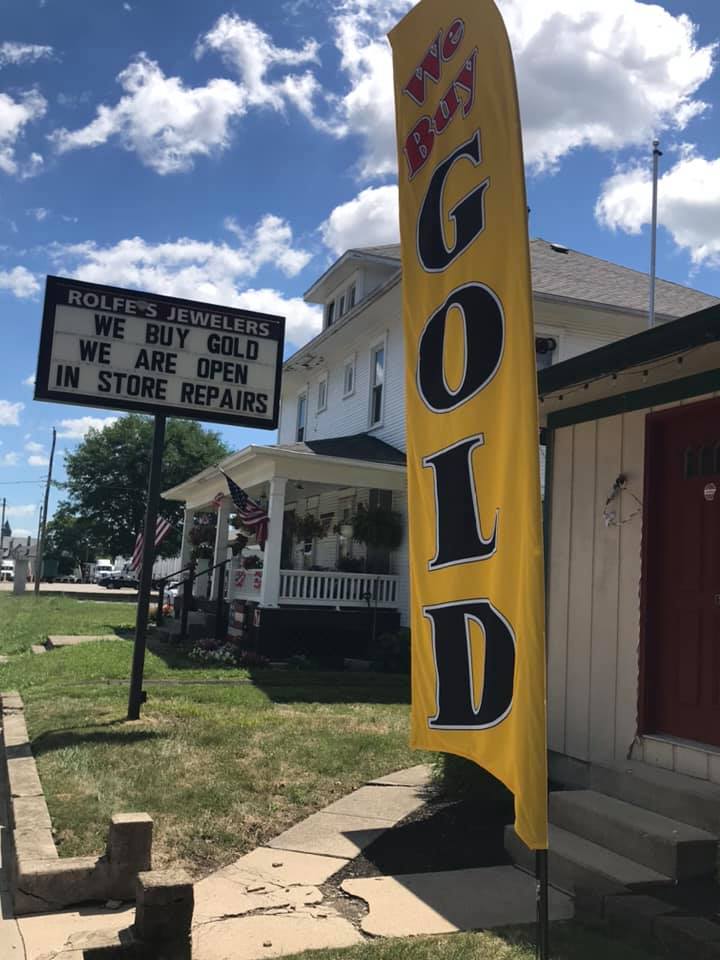 ROLFE'S JEWELERS
WE BUY GOLD
WE ARE OPEN
IN STORE REPAIRS
We
Buy
GOLD